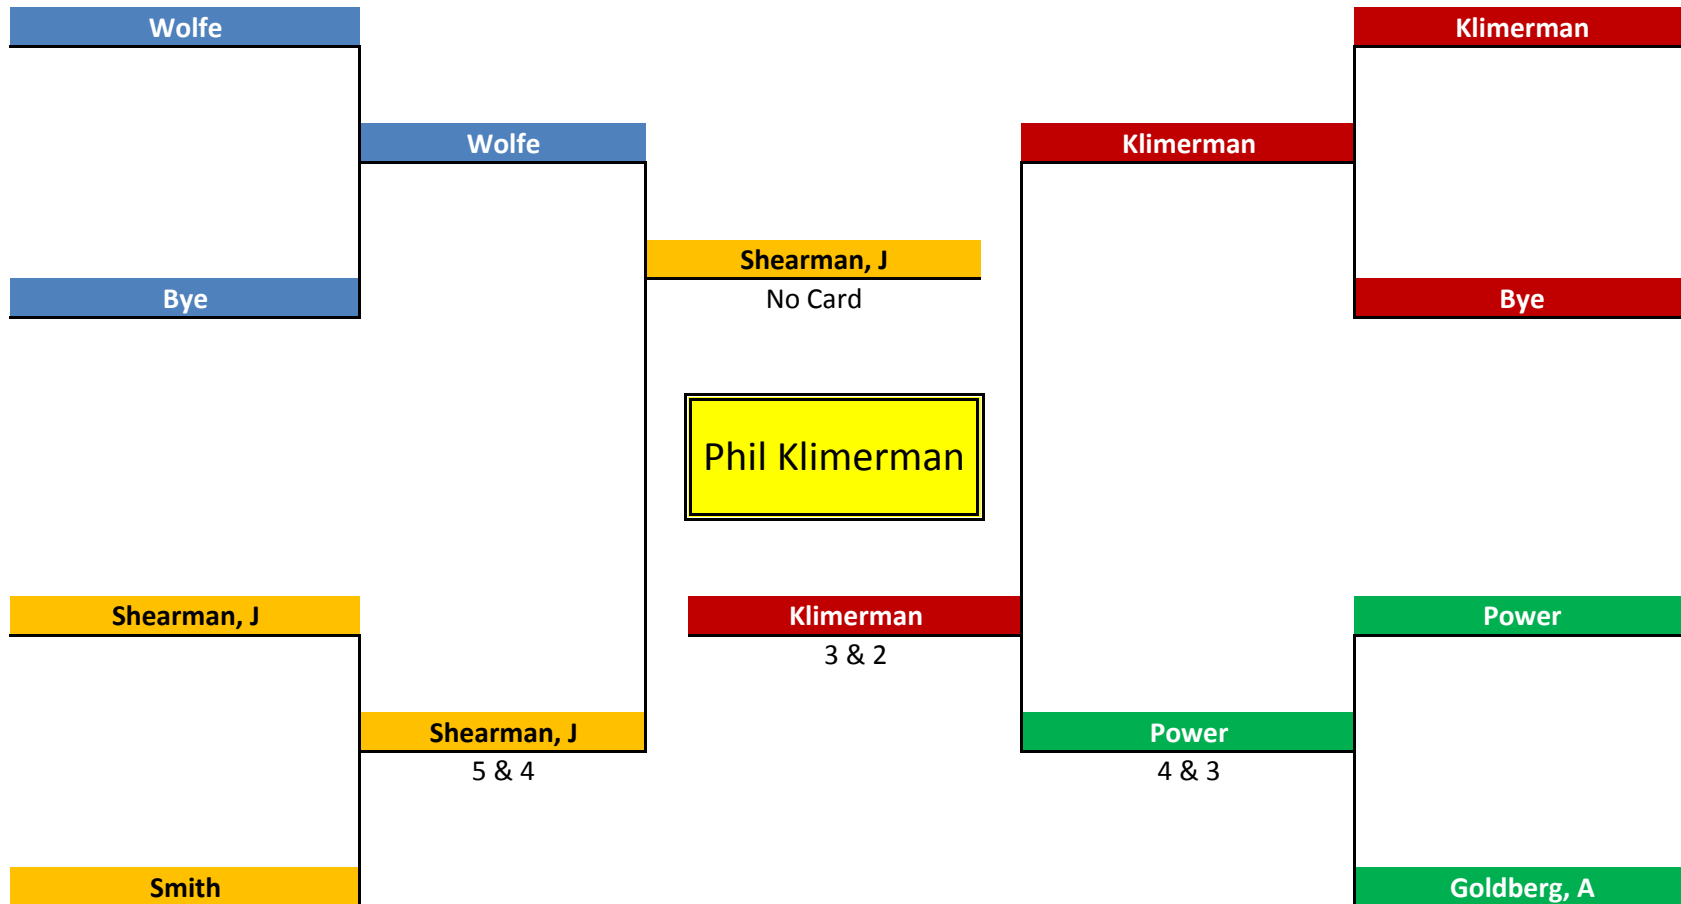 Wolfe
Klimerman
Wolfe
Klimerman
Shearman, J
No Card
Bye
Bye
Phil Klimerman
Shearman, J
Klimerman
3 & 2
Power
Shearman, J
5 & 4
Power
4 & 3
Smith
Goldberg, A